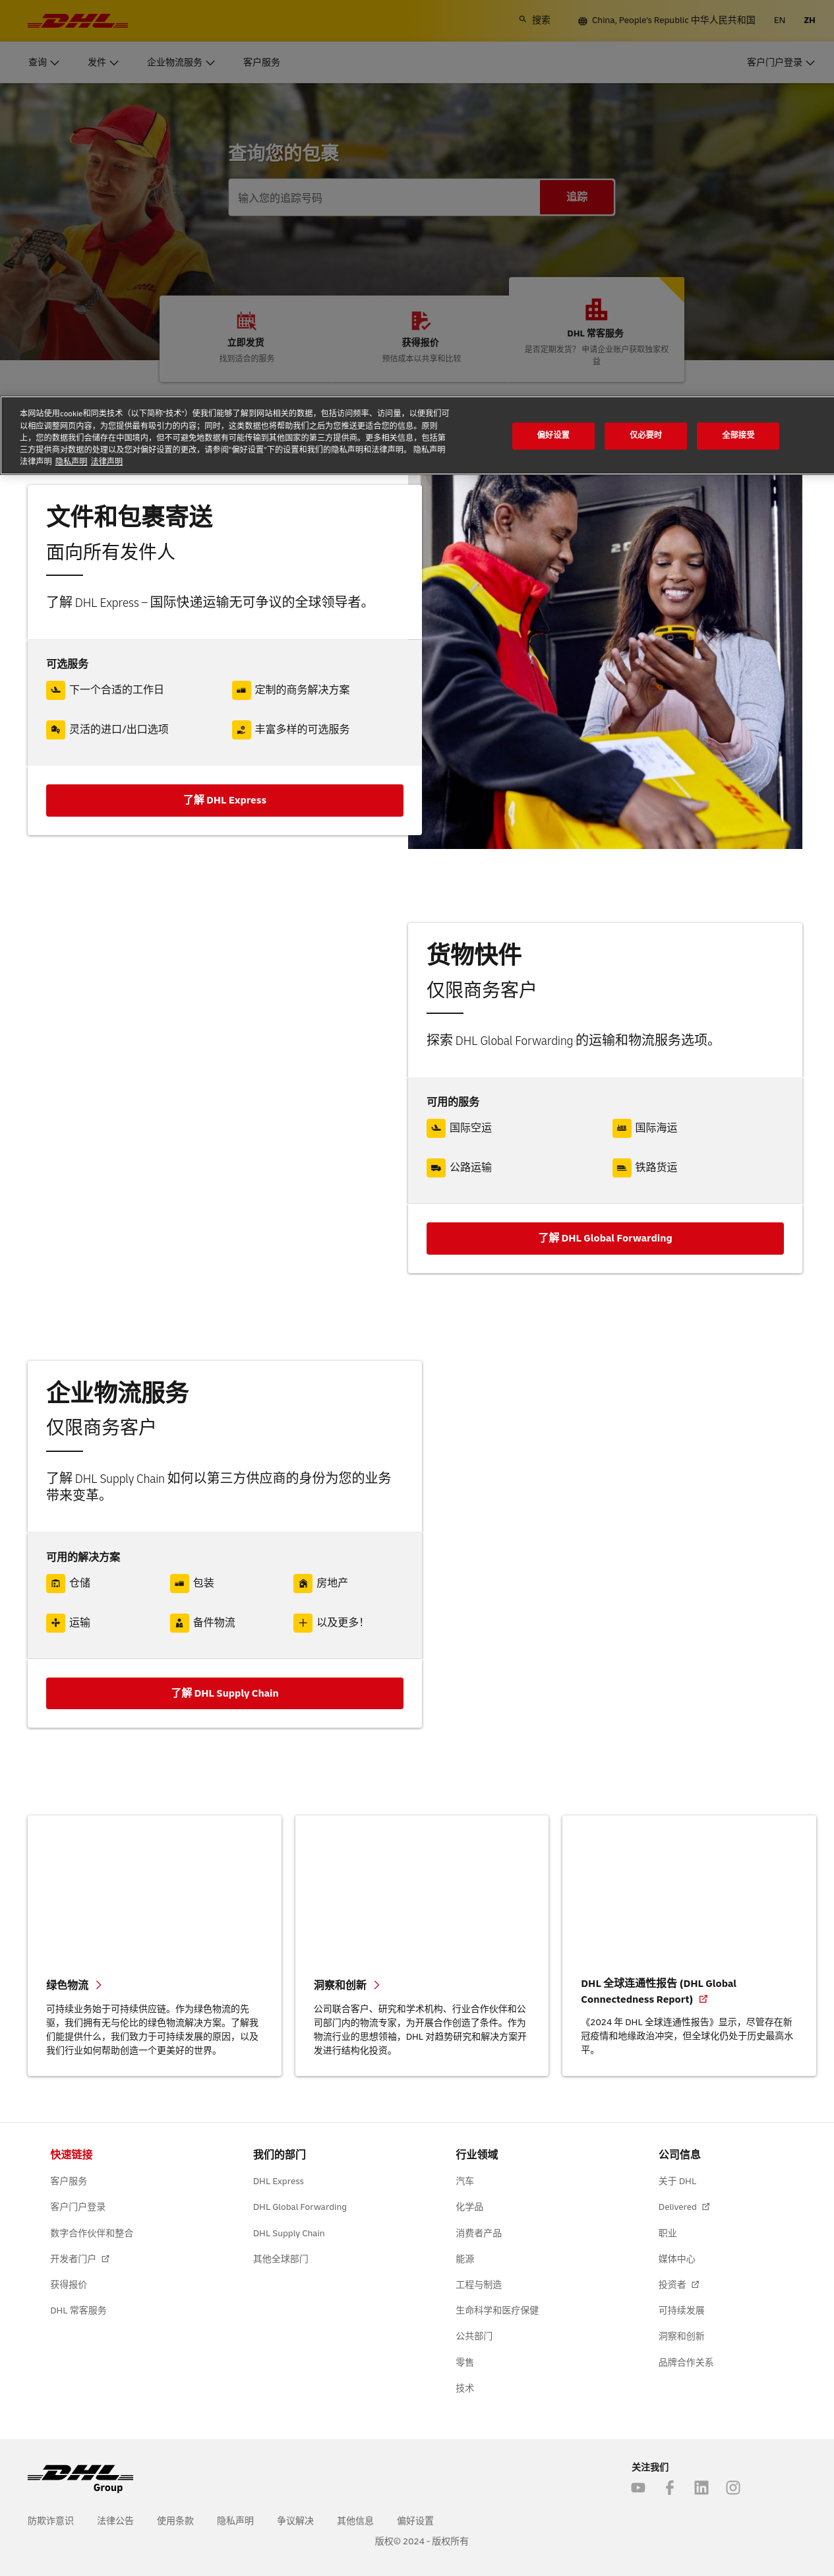 DHL
搜索
China, People's Republic 中华人民共和国
EN
ZH
查询
发件
企业物流服务
客户服务
客户门户登录
查询您的包裹
输入您的追踪号码
追踪
立即发货
找到适合的服务
获得报价
预估成本以共享和比较
DHL 常客服务
是否定期发货? 申请企业账户获取独家权
益
本网站使用cookie和同类技术（以下简称"技术"）使我们能够了解到网站相关的数据，包括访问频率、访问量，以便我们可
以相应调整网页内容，为您提供最有吸引力的内容；同时，这类数据也将帮助我们之后为您推送更适合您的信息。原则
上，您的数据我们会储存在中国境内，但不可避免地数据有可能传输到其他国家的第三方提供商。更多相关信息，包括第
三方提供商对数据的处理以及您对偏好设置的更改，请参阅"偏好设置"下的设置和我们的隐私声明和法律声明。 隐私声明
法律声明 隐私声明 法律声明
偏好设置
仅必要时
全部接受
文件和包裹寄送
面向所有发件人
了解 DHL Express – 国际快递运输无可争议的全球领导者。
可选服务
下一个合适的工作日
定制的商务解决方案
灵活的进口/出口选项
丰富多样的可选服务
了解 DHL Express
货物快件
仅限商务客户
探索 DHL Global Forwarding 的运输和物流服务选项。
可用的服务
国际空运
国际海运
公路运输
铁路货运
了解 DHL Global Forwarding
企业物流服务
仅限商务客户
了解 DHL Supply Chain 如何以第三方供应商的身份为您的业务
带来变革。
可用的解决方案
仓储
包装
房地产
运输
备件物流
以及更多!
了解 DHL Supply Chain
绿色物流
可持续业务始于可持续供应链。作为绿色物流的先
驱，我们拥有无与伦比的绿色物流解决方案。了解我
们能提供什么，我们致力于可持续发展的原因，以及
我们行业如何帮助创造一个更美好的世界。
洞察和创新
公司联合客户、研究和学术机构、行业合作伙伴和公
司部门内的物流专家，为开展合作创造了条件。作为
物流行业的思想领袖，DHL 对趋势研究和解决方案开
发进行结构化投资。
DHL 全球连通性报告 (DHL Global
Connectedness Report)
《2024 年 DHL 全球连通性报告》显示，尽管存在新
冠疫情和地缘政治冲突，但全球化仍处于历史最高水
平。
快速链接
客户服务
客户门户登录
数字合作伙伴和整合
开发者门户
获得报价
DHL 常客服务
我们的部门
DHL Express
DHL Global Forwarding
DHL Supply Chain
其他全球部门
行业领域
汽车
化学品
消费者产品
能源
工程与制造
生命科学和医疗保健
公共部门
零售
技术
公司信息
关于 DHL
Delivered
职业
媒体中心
投资者
可持续发展
洞察和创新
品牌合作关系
DHL
Group
关注我们
防欺诈意识
法律公告
使用条款
隐私声明
争议解决
其他信息
偏好设置
版权© 2024 - 版权所有